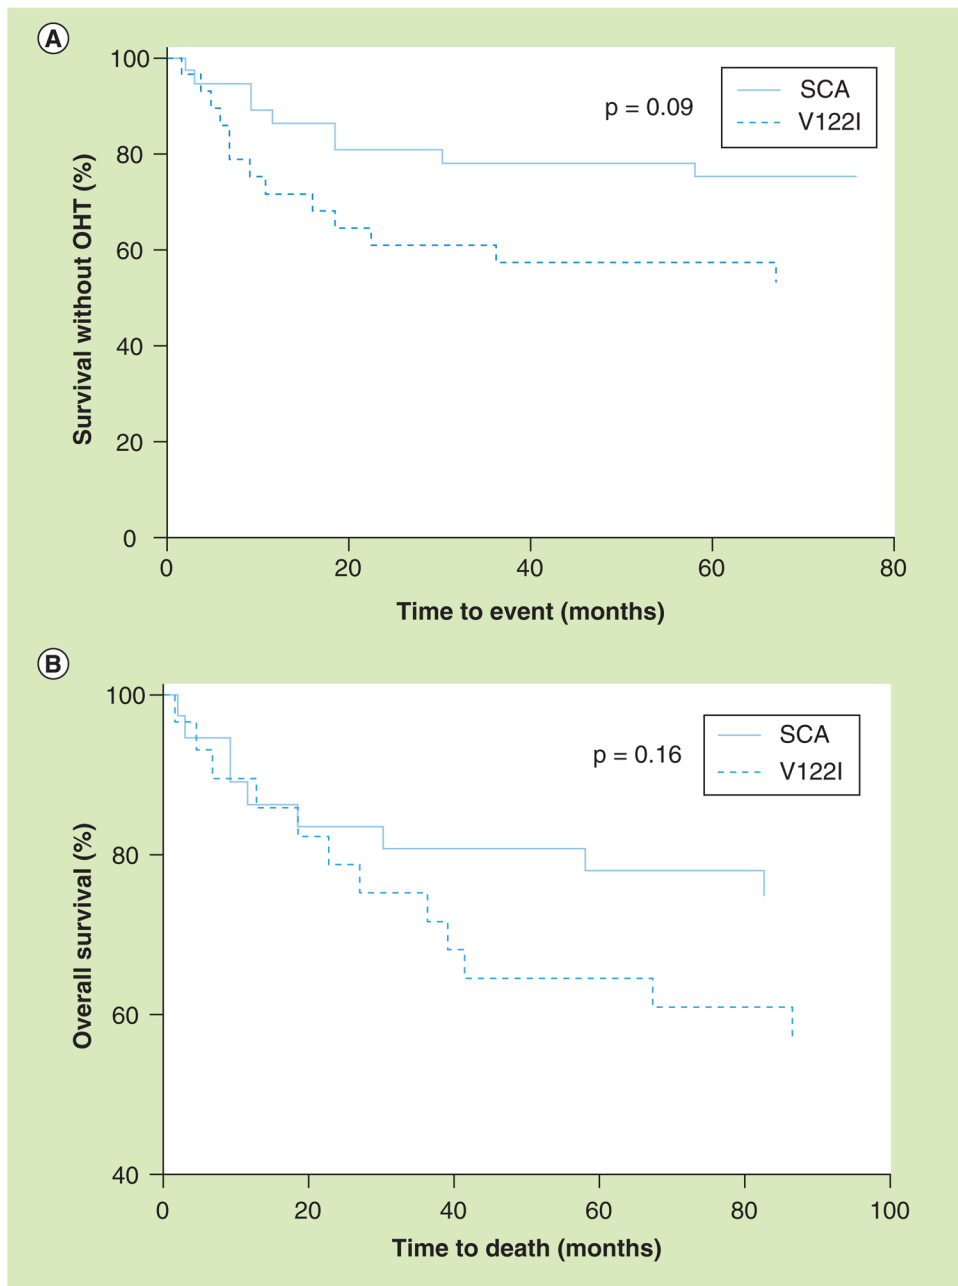 A
100
80
60
40
20
0
Survival without OHT (%)
p = 0.09
SCA
V122I
0 20 40 60 80
Time to event (months)
B
100
80
60
40
Overall survival (%)
p = 0.16
SCA
V122I
0 20 40 60 80 100
Time to death (months)